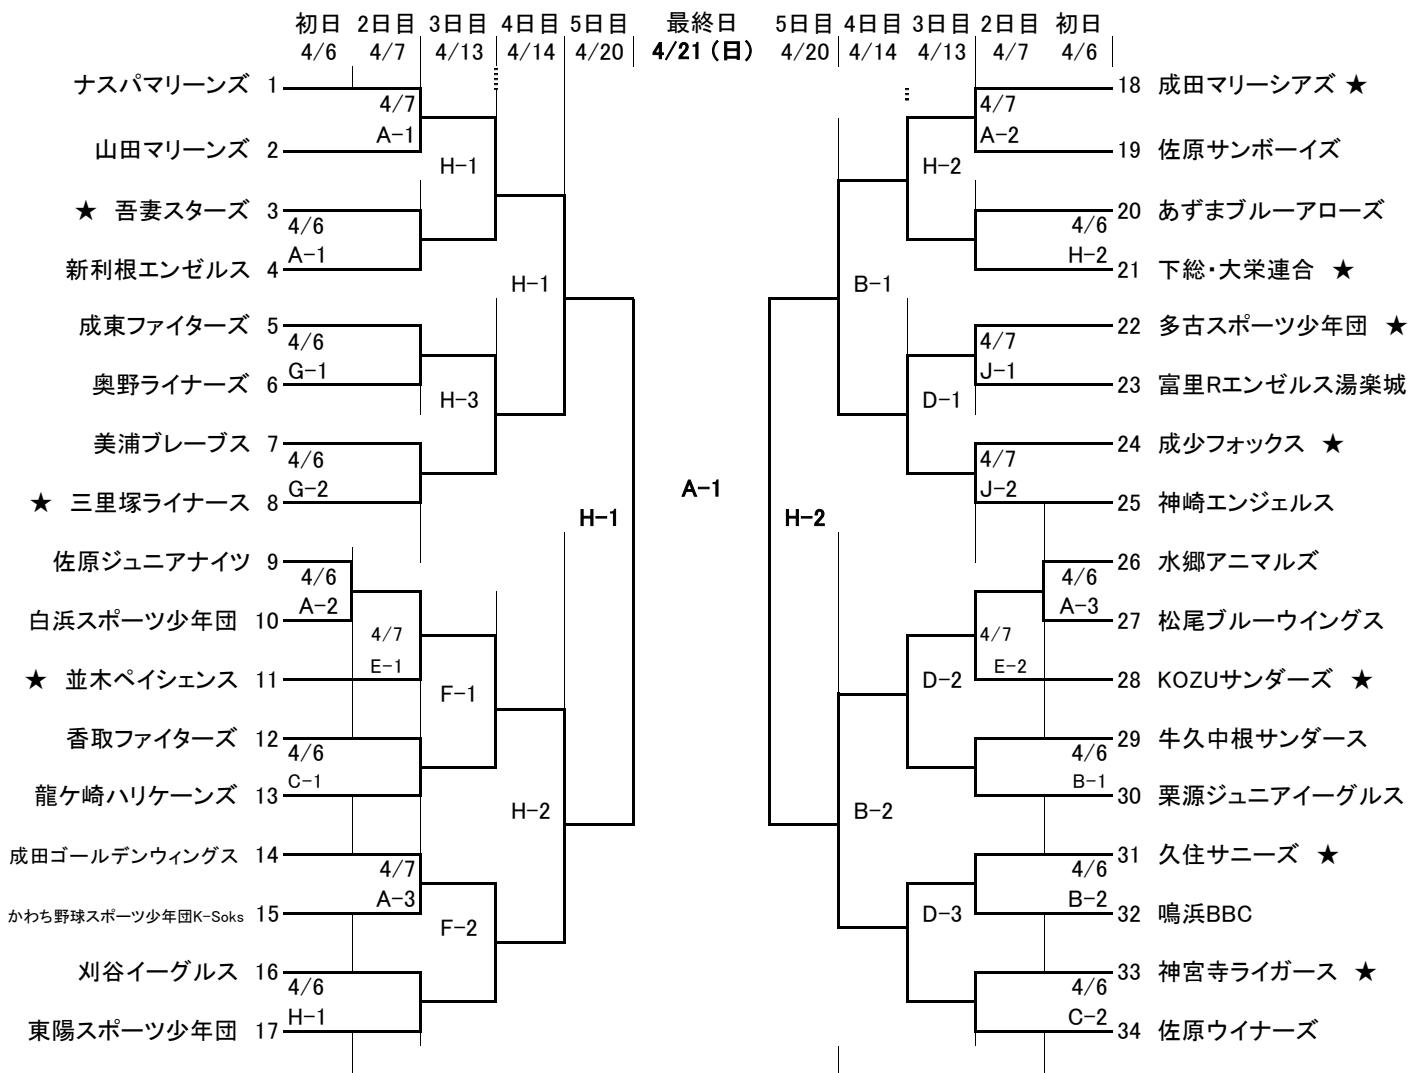 初日 2日目 3日目 4日目 5日目 最終日 5日目 4日目 3日目 2日目 初日
4/6 4/7 4/13 4/14 4/20 4/21（日） 4/20 4/14 4/13 4/7 4/6
ナスパマリーンズ 1 18 成田マリーシアズ ★
4/7 4/7
A-1 A-2
山田マリーンズ 2 19 佐原サンボーイズ
H-1 H-2
★ 吾妻スターズ 3 20 あずまブルーアローズ
4/6 4/6
A-1 H-2
新利根エンゼルス 4 21 下総・大栄連合 ★
H-1 B-1
成東ファイターズ 5 22 多古スポーツ少年団 ★
4/6 4/7
G-1 J-1
奥野ライナーズ 6 23 富里Rエンゼルス湯楽城
H-3 D-1
美浦ブレーブス 7 24 成少フォックス ★
4/6 4/7
G-2 A-1 J-2
★ 三里塚ライナース 8 25 神崎エンジェルス
H-1 H-2
佐原ジュニアナイツ 9 26 水郷アニマルズ
4/6 4/6
A-2 A-3
白浜スポーツ少年団 10 27 松尾ブルーウイングス
4/7 4/7
E-1 E-2
★ 並木ペイシェンス 11 28 KOZUサンダーズ ★
F-1 D-2
香取ファイターズ 12 29 牛久中根サンダース
4/6 4/6
C-1 B-1
龍ケ崎ハリケーンズ 13 30 栗源ジュニアイーグルス
H-2 B-2
成田ゴールデンウィングス 14 31 久住サニーズ ★
4/7 4/6
A-3 B-2
かわち野球スポーツ少年団K-Soks 15 32 鳴浜BBC
F-2 D-3
刈谷イーグルス 16 33 神宮寺ライガース ★
4/6 4/6
H-1 C-2
東陽スポーツ少年団 17 34 佐原ウイナーズ